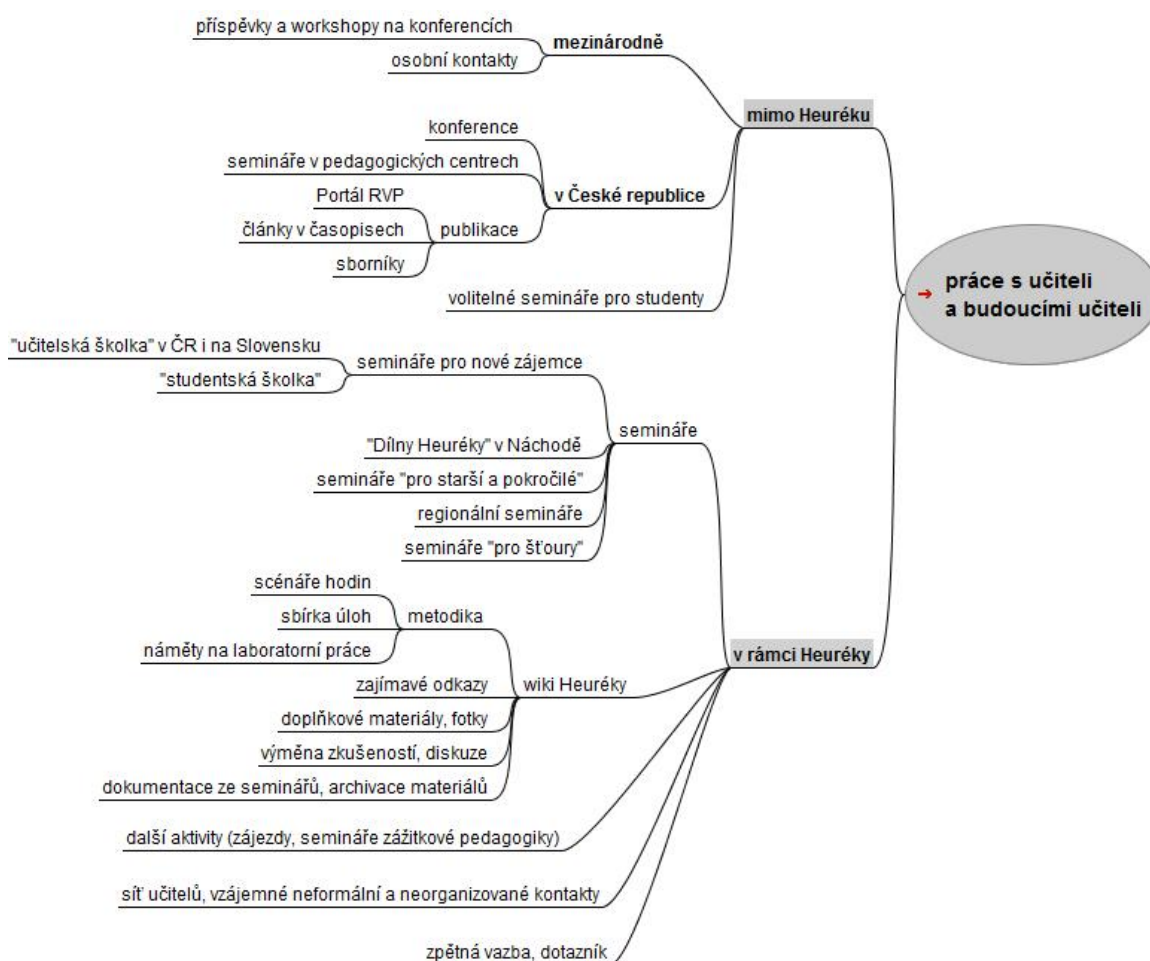 příspěvky a workshopy na konferencích
mezinárodně
osobní kontakty
mimo Heuréku
konference
semináře v pedagogických centrech
v České republice
Portál RVP
články v časopisech
publikace
sborníky
volitelné semináře pro studenty
práce s učiteli
a budoucími učiteli
"učitelská školka" v ČR i na Slovensku
semináře pro nové zájemce
"studentská školka"
semináře
"Dílny Heuréky" v Náchodě
semináře "pro starší a pokročilé"
regionální semináře
semináře "pro šťoury"
scénáře hodin
sbírka úloh
metodika
náměty na laboratorní práce
v rámci Heuréky
zajímavé odkazy
wiki Heuréky
doplňkové materiály, fotky
výměna zkušeností, diskuze
dokumentace ze seminářů, archivace materiálů
další aktivity (zájezdy, semináře zážitkové pedagogiky)
síť učitelů, vzájemné neformální a neorganizované kontakty
zpětná vazba, dotazník